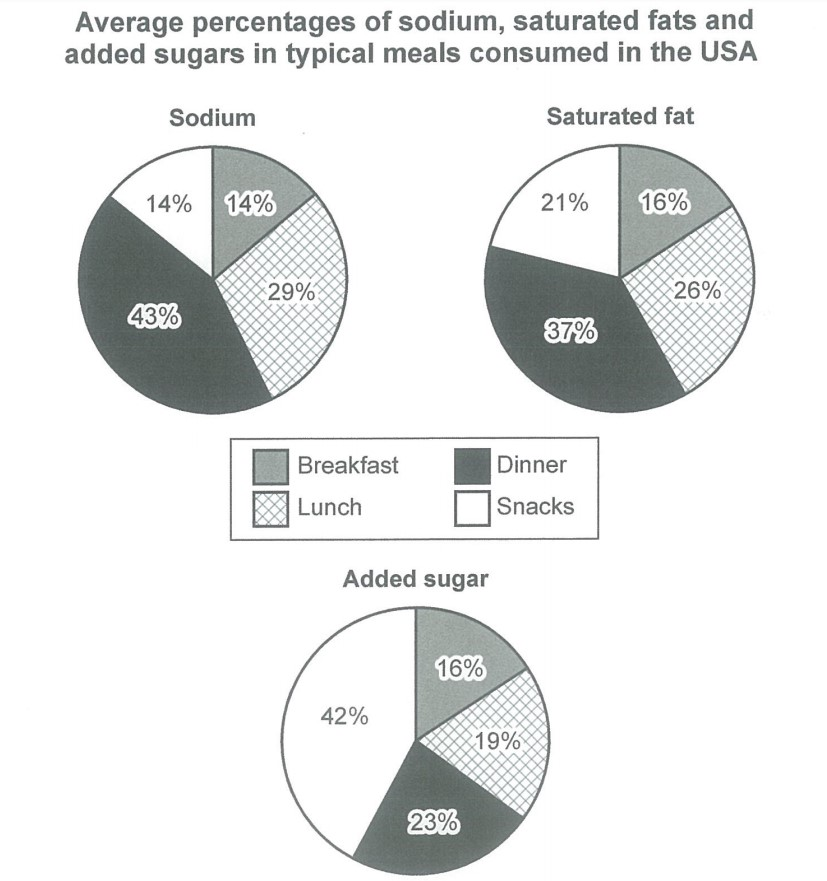 Average percentages of sodium, saturated fats and
added sugars in typical meals consumed in the USA
Sodium
14%
14%
29%
43%
Saturated fat
21%
16%
26%
37%
Breakfast
Dinner
Lunch
Snacks
Added sugar
16%
42%
19%
23%